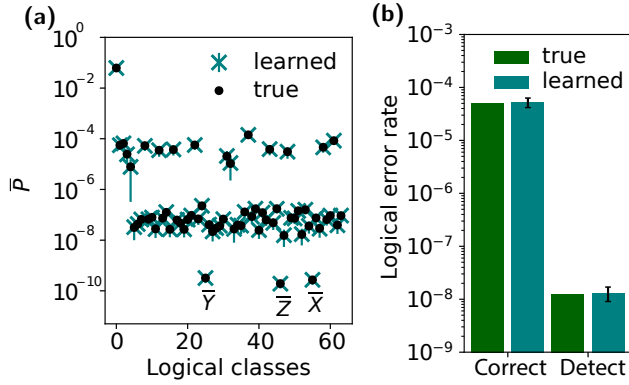 (a)
10^0
10^-2
10^-4
10^-6
10^-8
10^-10
P̅
learned
true
Y̅
Z̅
X̅
0 20 40 60
Logical classes
(b)
10^-3
10^-4
10^-5
10^-6
10^-7
10^-8
10^-9
Logical error rate
true
learned
Correct Detect